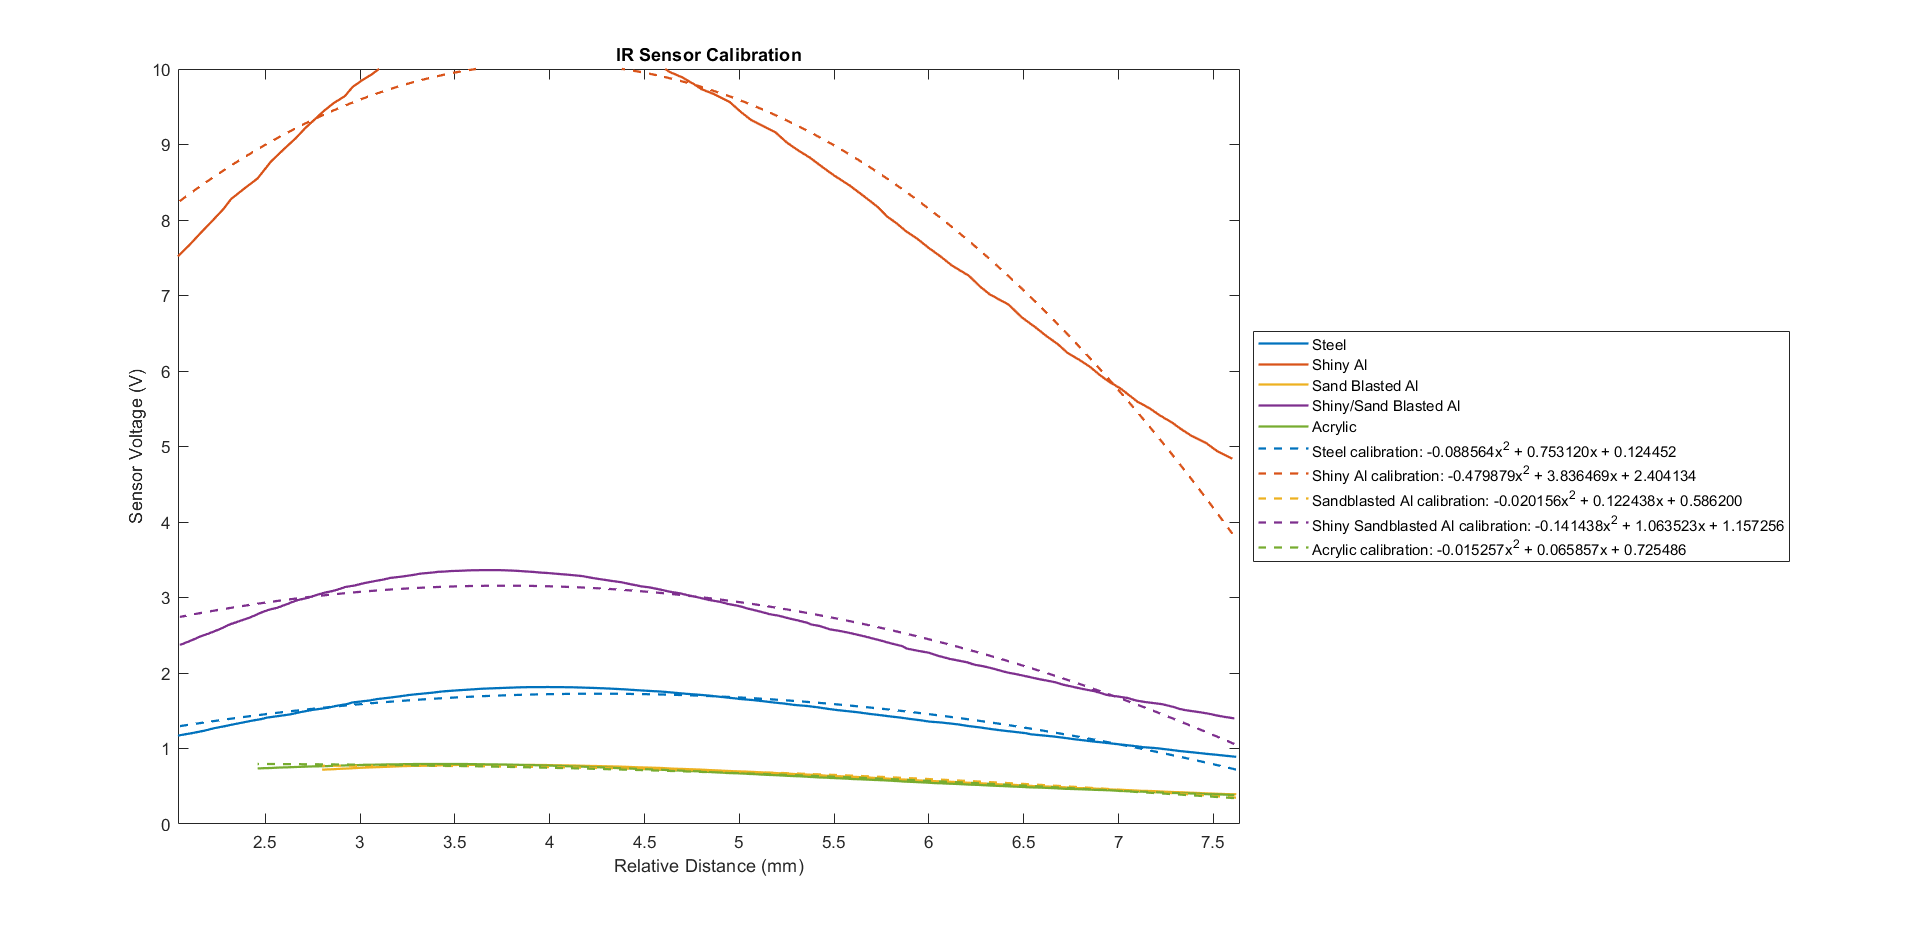 IR Sensor Calibration
10
9
8
7
6
5
4
3
2
1
0
Sensor Voltage (V)
2.5 3 3.5 4 4.5 5 5.5 6 6.5 7 7.5
Relative Distance (mm)
Steel
Shiny Al
Sand Blasted Al
Shiny/Sand Blasted Al
Acrylic
Steel calibration: -0.088564x² + 0.753120x + 0.124452
Shiny Al calibration: -0.479879x² + 3.836469x + 2.404134
Sandblasted Al calibration: -0.020156x² + 0.122438x + 0.586200
Shiny Sandblasted Al calibration: -0.141438x² + 1.063523x + 1.157256
Acrylic calibration: -0.015257x² + 0.065857x + 0.725486